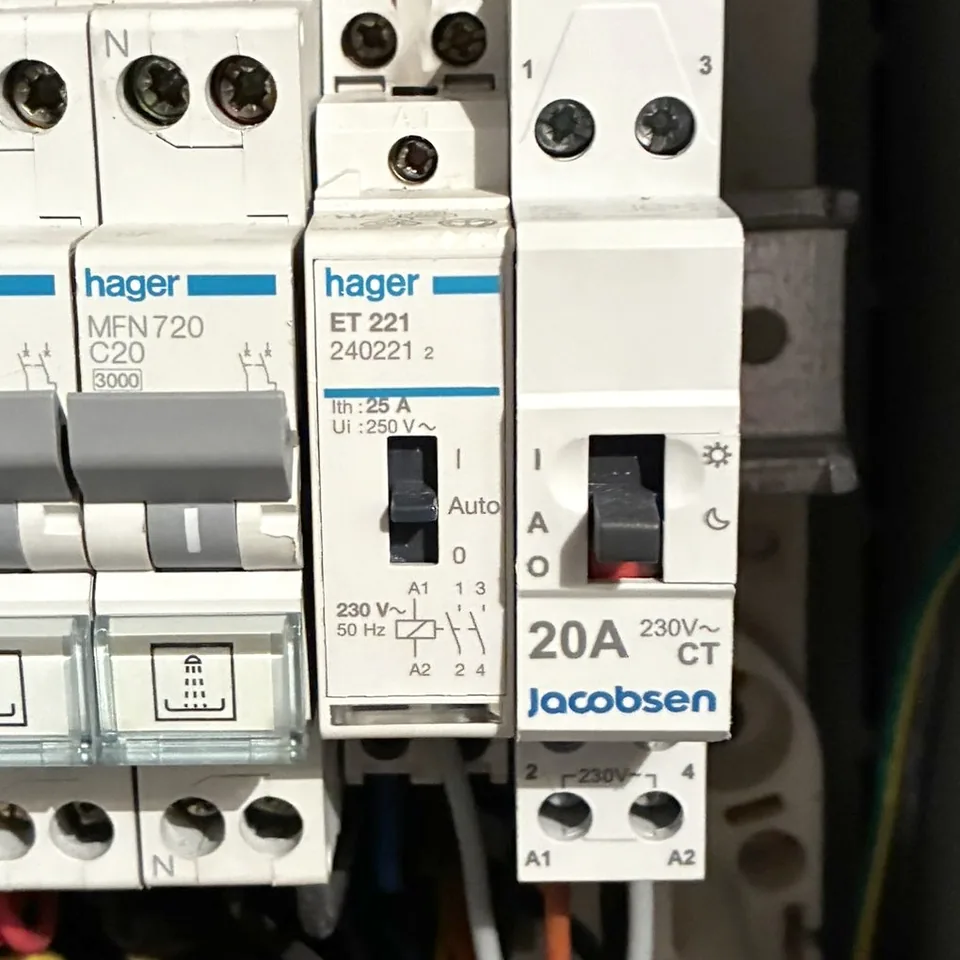 N
hager
MFN720
C20
3000
N
A1
hager
ET 221
240221 2
Ith : 25 A
Ui : 250 V~
I
Auto
0
A1 1 3
230 V~
50 Hz
A2 2 4
1 3
I
A
O
20A 230V~
CT
Jacobsen
2 230V~ 4
A1 A2